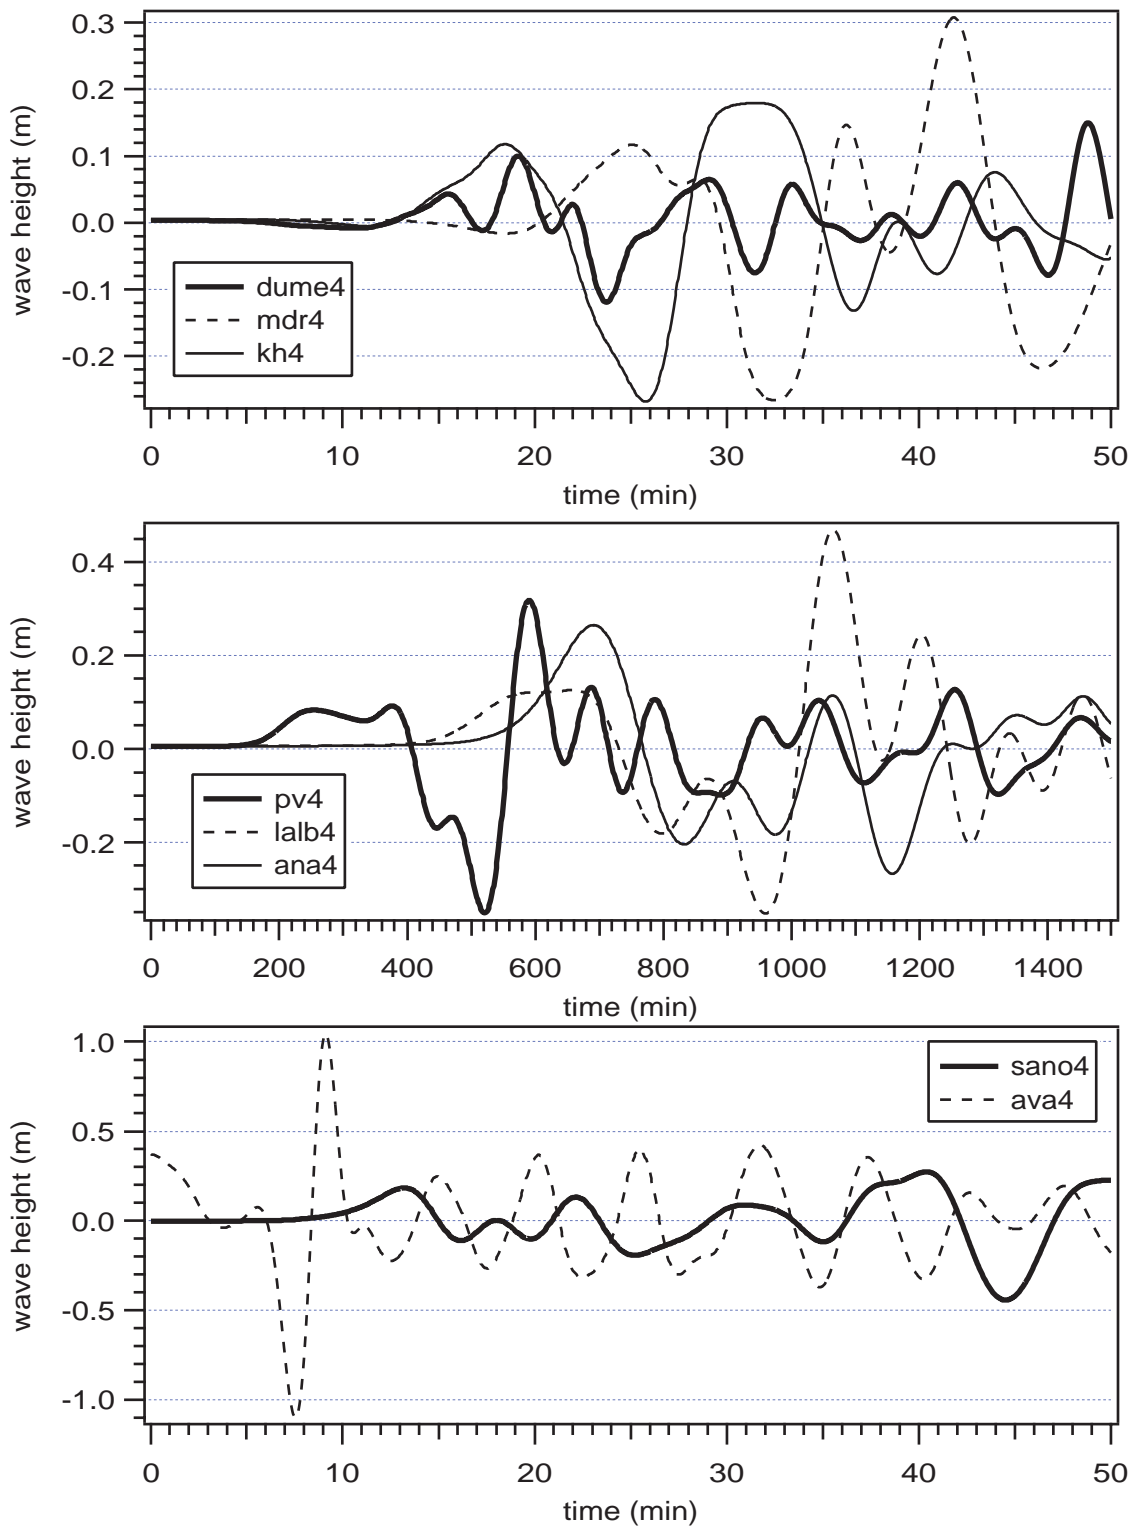 0.3
0.2
0.1
0.0
-0.1
-0.2
wave height (m)
dume4
mdr4
kh4
0 10 20 30 40 50
time (min)
0.4
0.2
0.0
-0.2
wave height (m)
pv4
lalb4
ana4
0 200 400 600 800 1000 1200 1400
time (min)
1.0
0.5
0.0
-0.5
-1.0
wave height (m)
sano4
ava4
0 10 20 30 40 50
time (min)